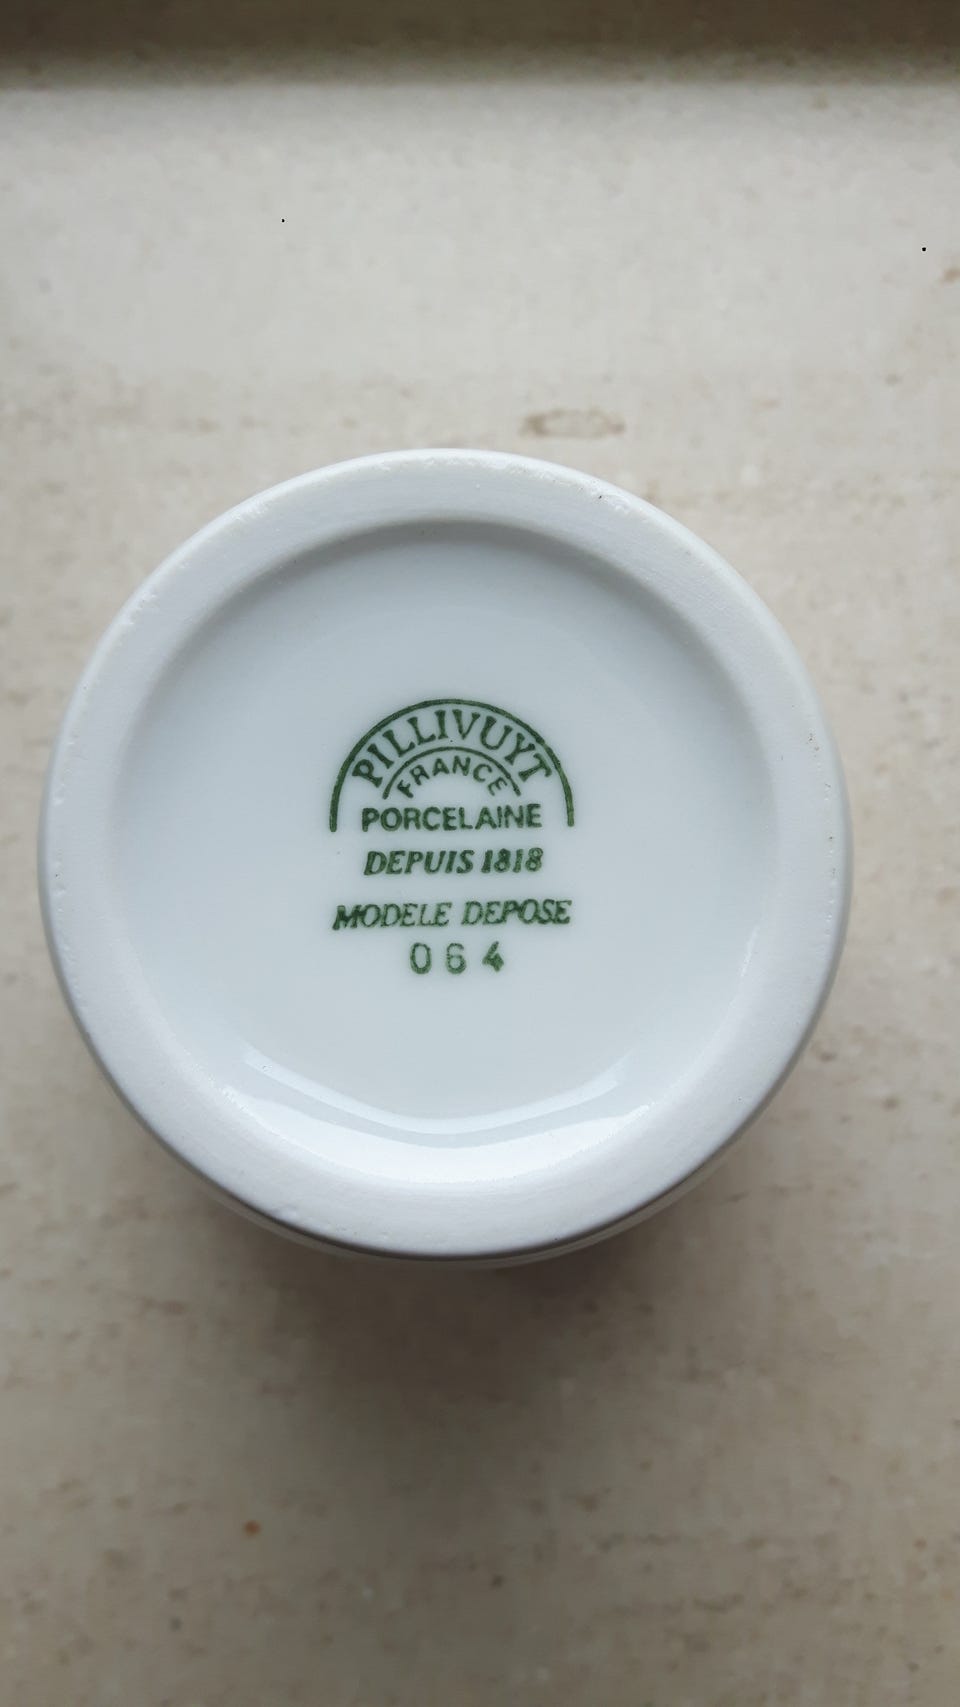 PILLIVUYT
FRANCE
PORCELAINE
DEPUIS 1818
MODELE DEPOSE
064